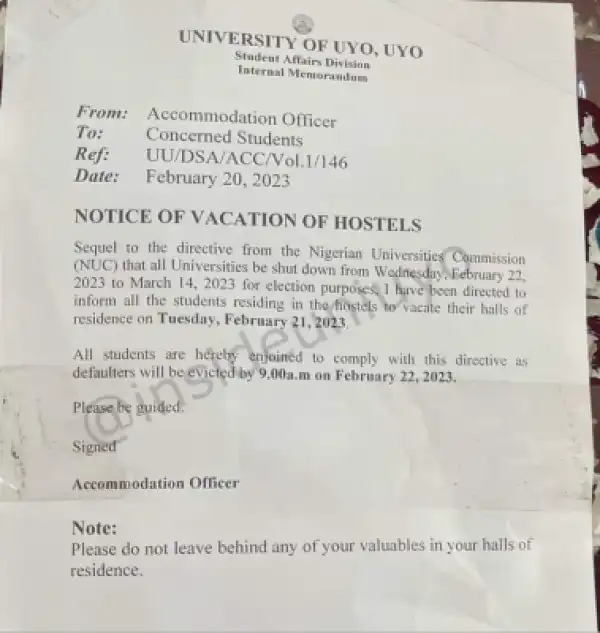 UNIVERSITY OF UYO, UYO
Student Affairs Division
Internal Memorandum
From: Accommodation Officer
To: Concerned Students
Ref: UU/DSA/ACC/Vol.1/146
Date: February 20, 2023
NOTICE OF VACATION OF HOSTELS
Sequel to the directive from the Nigerian Universities Commission
(NUC) that all Universities be shut down from Wednesday, February 22,
2023 to March 14, 2023 for election purposes, I have been directed to
inform all the students residing in the hostels to vacate their halls of
residence on Tuesday, February 21, 2023.
All students are hereby enjoined to comply with this directive as
defaulters will be evicted by 9.00a.m on February 22, 2023.
Please be guided.
Signed
Accommodation Officer
Note:
Please do not leave behind any of your valuables in your halls of
residence.